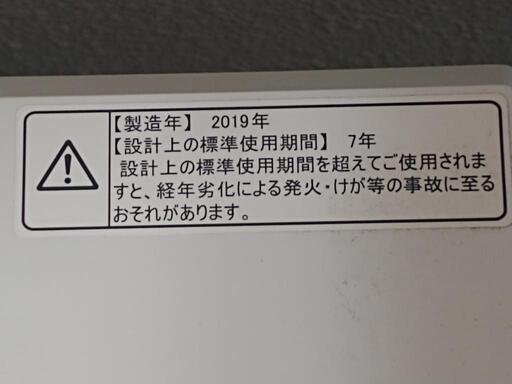 【製造年】 2019年
【設計上の標準使用期間】 7年
設計上の標準使用期間を超えてご使用されま
すと、経年劣化による発火・けが等の事故に至る
おそれがあります。